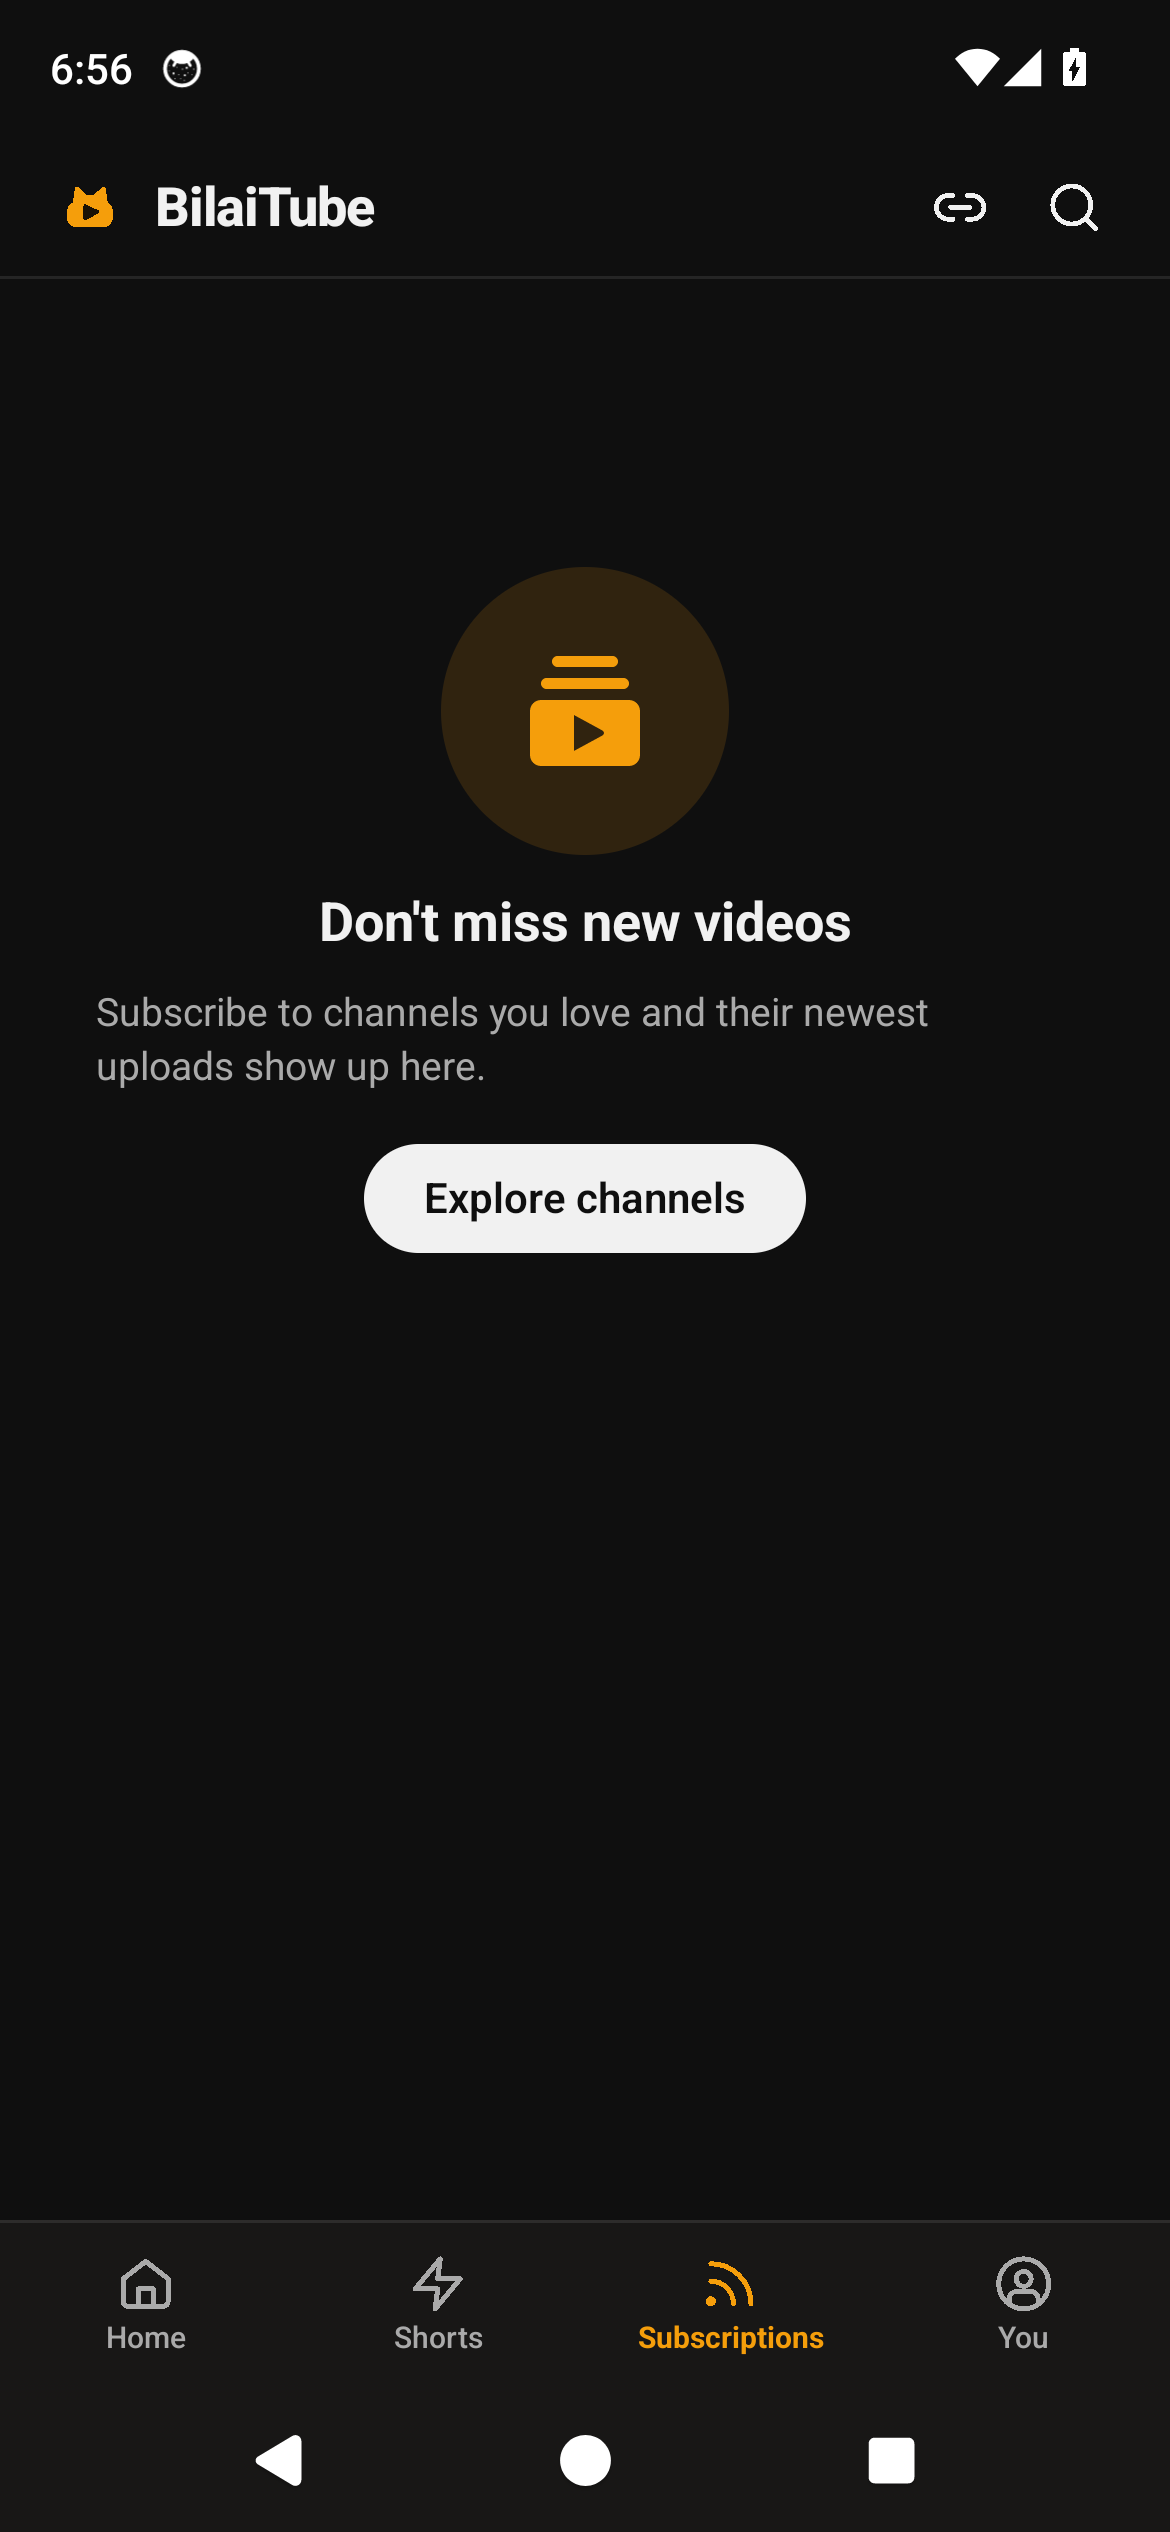 6:56
BilaiTube
Don't miss new videos
Subscribe to channels you love and their newest
uploads show up here.
Explore channels
Home
Shorts
Subscriptions
You